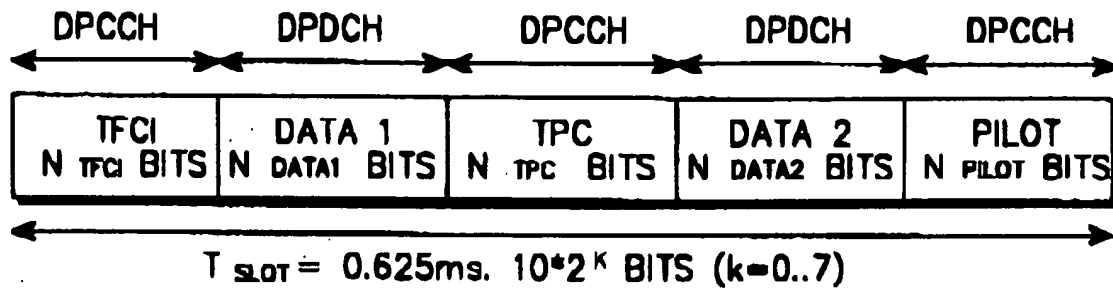 DPCCH DPDCH DPCCH DPDCH DPCCH
TFCI DATA 1 TPC DATA 2 PILOT
N TFCI BITS N DATA1 BITS N TPC BITS N DATA2 BITS N PILOT BITS
T SLOT = 0.625ms. 10*2 K BITS (k=0..7)